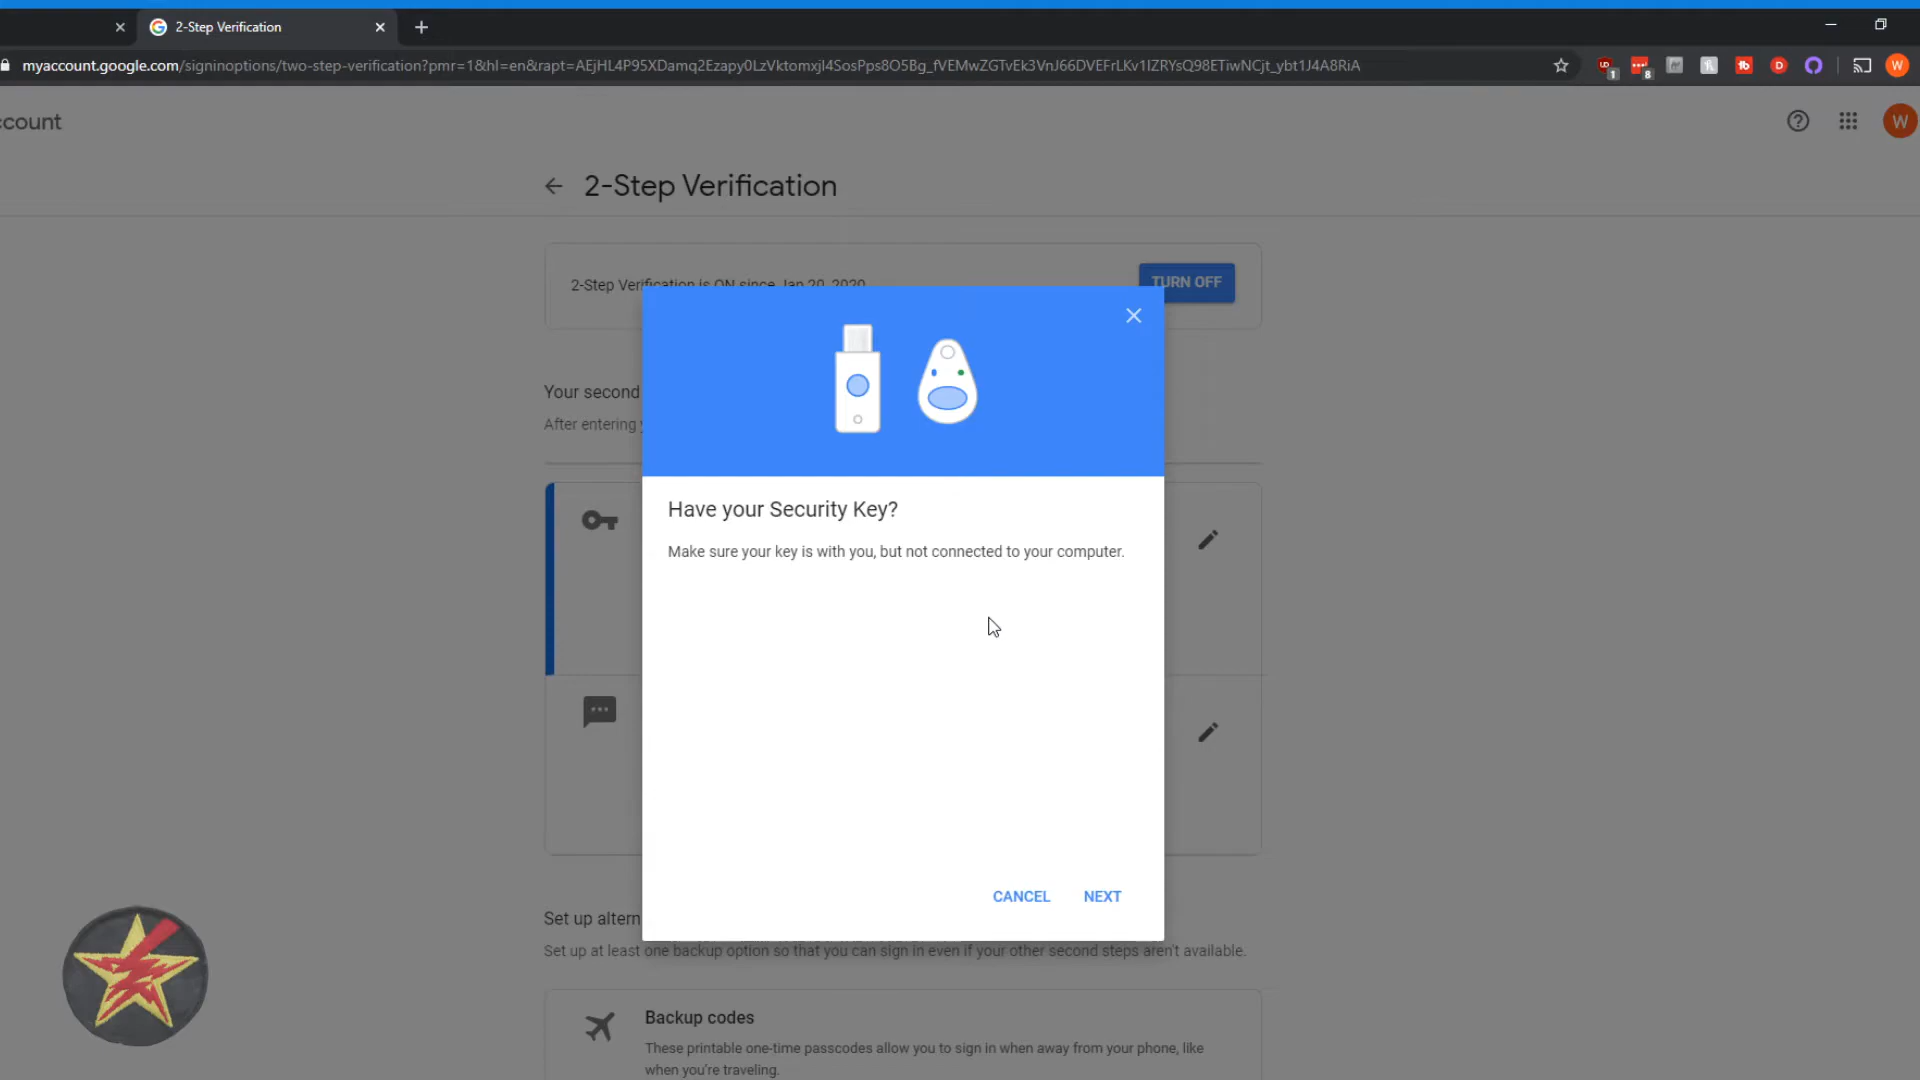 2-Step Verification
myaccount.google.com/signinoptions/two-step-verification?pmr=1&hl=en&rapt=AEjHL4P95XDamq2Ezapy0LzVktomxjl4SosPps8O5Bg_fVEMwZGTvEk3VnJ66DVEFrLKv1IZRYsQ98ETiwNCjt_ybt1J4A8RiA
UD 1 8 tb D W
ccount
W
2-Step Verification
2-Step Verification is ON since Jan 20, 2020
TURN OFF
Your second
After entering
Have your Security Key?
Make sure your key is with you, but not connected to your computer.
CANCEL NEXT
Set up altern
Set up at least one backup option so that you can sign in even if your other second steps aren't available.
Backup codes
These printable one-time passcodes allow you to sign in when away from your phone, like
when you're traveling.